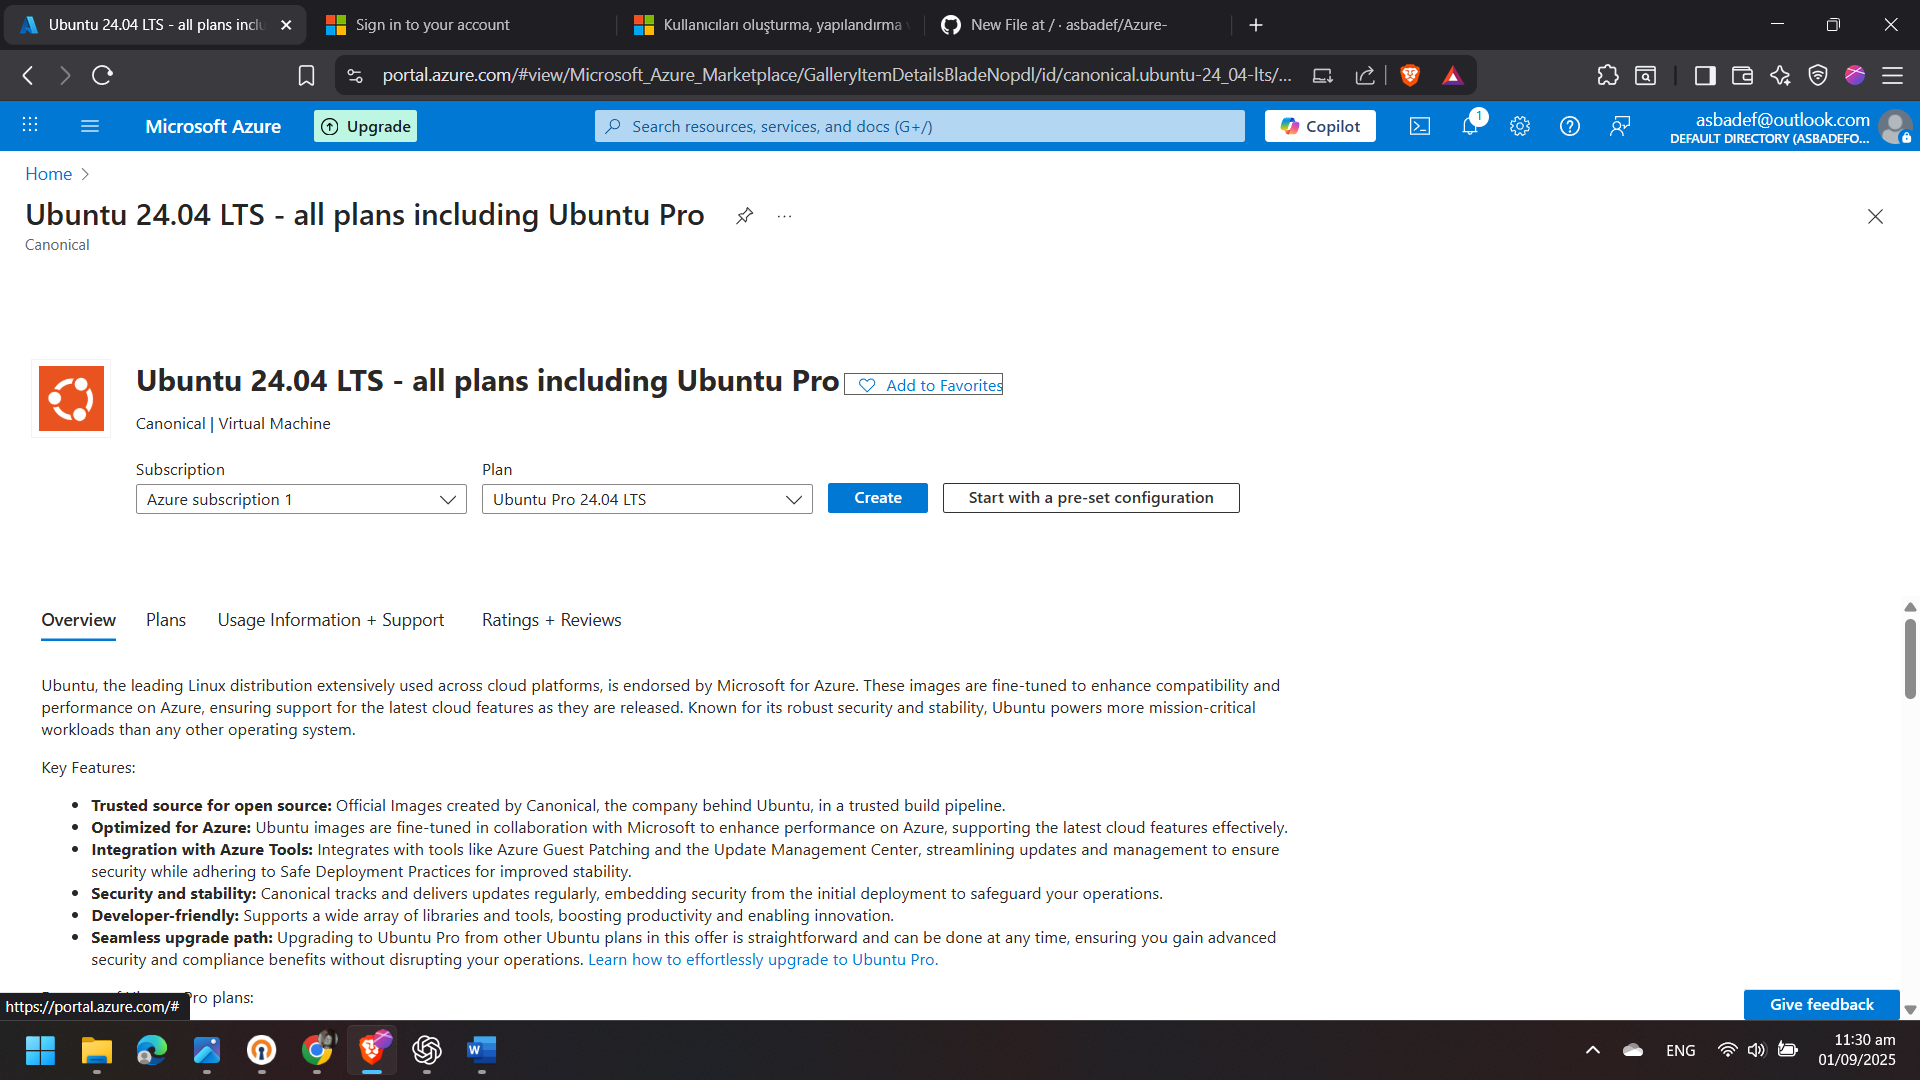 Ubuntu 24.04 LTS - all plans inclu
Sign in to your account
Kullanıcıları oluşturma, yapılandırma
New File at / · asbadef/Azure-
portal.azure.com/#view/Microsoft_Azure_Marketplace/GalleryItemDetailsBladeNopdl/id/canonical.ubuntu-24_04-lts/...
Microsoft Azure
Upgrade
Search resources, services, and docs (G+/)
Copilot
1
asbadef@outlook.com
DEFAULT DIRECTORY (ASBADEFO...
Home
Ubuntu 24.04 LTS - all plans including Ubuntu Pro
Canonical
Ubuntu 24.04 LTS - all plans including Ubuntu Pro
Add to Favorites
Canonical | Virtual Machine
Subscription
Plan
Azure subscription 1
Ubuntu Pro 24.04 LTS
Create
Start with a pre-set configuration
Overview
Plans
Usage Information + Support
Ratings + Reviews
Ubuntu, the leading Linux distribution extensively used across cloud platforms, is endorsed by Microsoft for Azure. These images are fine-tuned to enhance compatibility and
performance on Azure, ensuring support for the latest cloud features as they are released. Known for its robust security and stability, Ubuntu powers more mission-critical
workloads than any other operating system.
Key Features:
• Trusted source for open source: Official Images created by Canonical, the company behind Ubuntu, in a trusted build pipeline.
• Optimized for Azure: Ubuntu images are fine-tuned in collaboration with Microsoft to enhance performance on Azure, supporting the latest cloud features effectively.
• Integration with Azure Tools: Integrates with tools like Azure Guest Patching and the Update Management Center, streamlining updates and management to ensure
security while adhering to Safe Deployment Practices for improved stability.
• Security and stability: Canonical tracks and delivers updates regularly, embedding security from the initial deployment to safeguard your operations.
• Developer-friendly: Supports a wide array of libraries and tools, boosting productivity and enabling innovation.
• Seamless upgrade path: Upgrading to Ubuntu Pro from other Ubuntu plans in this offer is straightforward and can be done at any time, ensuring you gain advanced
security and compliance benefits without disrupting your operations. Learn how to effortlessly upgrade to Ubuntu Pro.
Pro plans:
https://portal.azure.com/#
Give feedback
ENG
11:30 am
01/09/2025